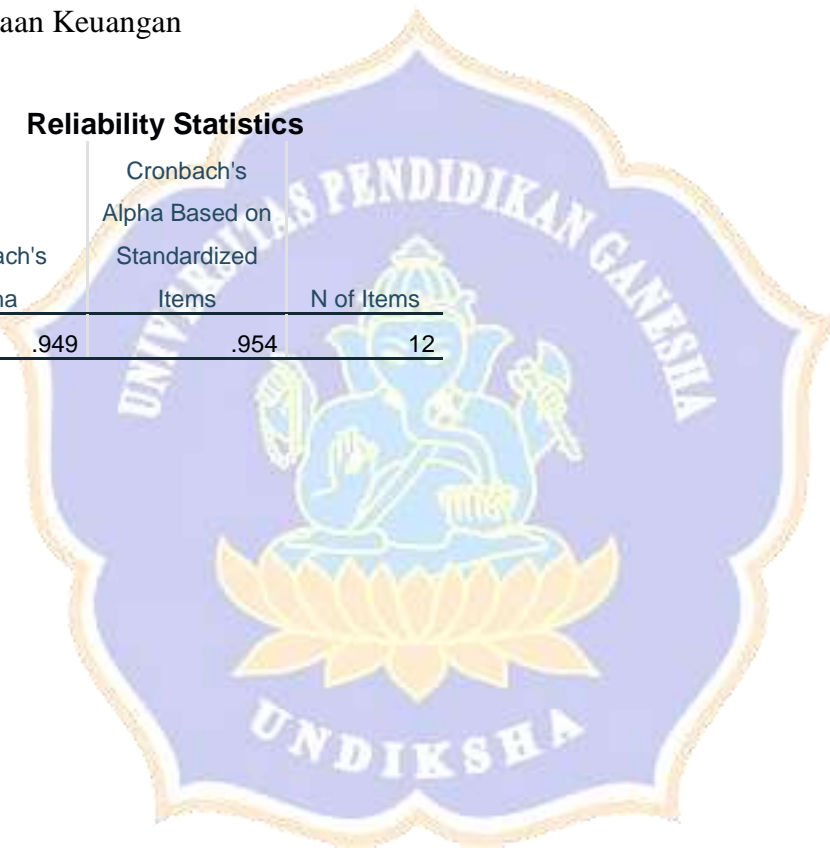 aan Keuangan
Reliability Statistics
Cronbach's
Alpha Based on
ach's Standardized
na Items N of Items
.949 .954 12
UNIVERSITAS PENDIDIKAN GANESHA
UNDIKSHA